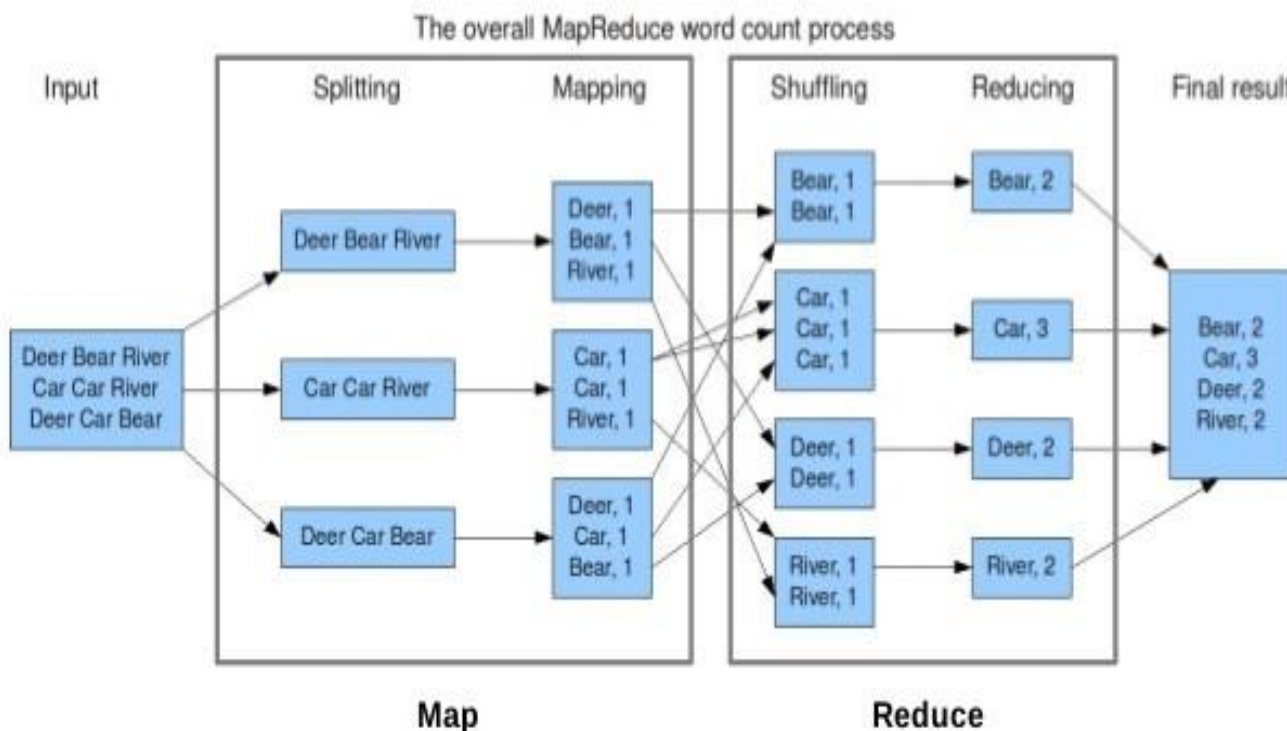 The overall MapReduce word count process
Input
Splitting
Mapping
Shuffling
Reducing
Final result
Deer Bear River
Car Car River
Deer Car Bear
Deer Bear River
Car Car River
Deer Car Bear
Deer, 1
Bear, 1
River, 1
Car, 1
Car, 1
River, 1
Deer, 1
Car, 1
Bear, 1
Bear, 1
Bear, 1
Car, 1
Car, 1
Car, 1
Deer, 1
Deer, 1
River, 1
River, 1
Bear, 2
Car, 3
Deer, 2
River, 2
Bear, 2
Car, 3
Deer, 2
River, 2
Map
Reduce